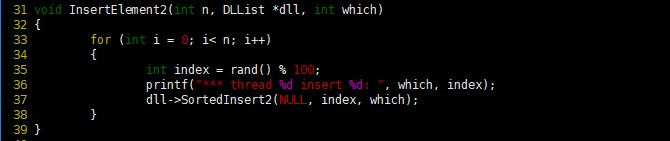 31 void InsertElement2(int n, DLList *dll, int which)
32 {
33         for (int i = 0; i< n; i++)
34         {
35                 int index = rand() % 100;
36                 printf("*** thread %d insert %d: ", which, index);
37                 dll->SortedInsert2(NULL, index, which);
38         }
39 }